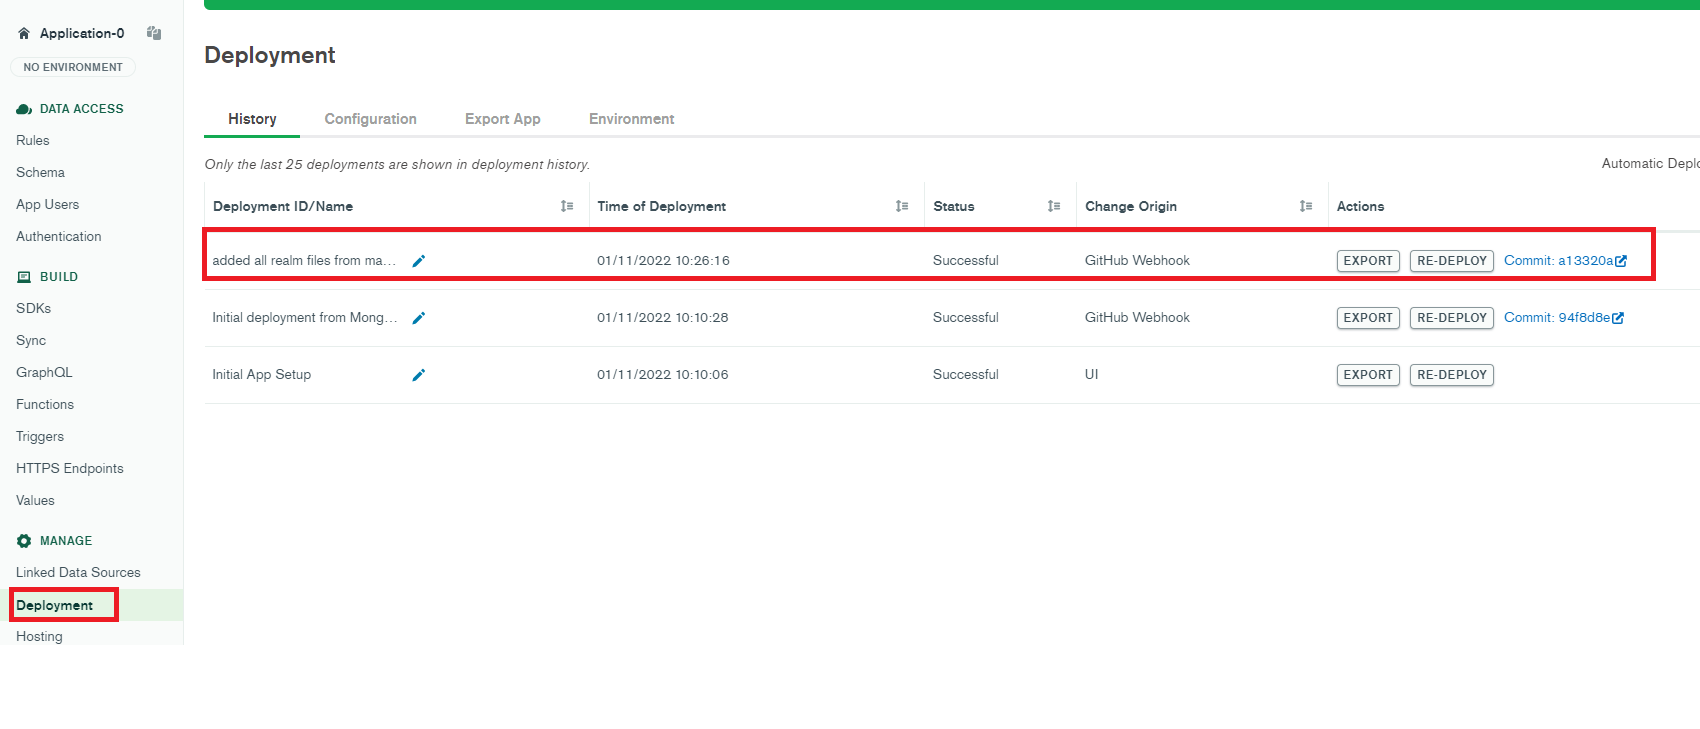 Application-0
NO ENVIRONMENT
DATA ACCESS
Rules
Schema
App Users
Authentication
BUILD
SDKs
Sync
GraphQL
Functions
Triggers
HTTPS Endpoints
Values
MANAGE
Linked Data Sources
Deployment
Hosting
Deployment
History Configuration Export App Environment
Only the last 25 deployments are shown in deployment history.
Automatic Deplo
Deployment ID/Name Time of Deployment Status Change Origin Actions
added all realm files from ma... 01/11/2022 10:26:16 Successful GitHub Webhook EXPORT RE-DEPLOY Commit: a13320a
Initial deployment from Mong... 01/11/2022 10:10:28 Successful GitHub Webhook EXPORT RE-DEPLOY Commit: 94f8d8e
Initial App Setup 01/11/2022 10:10:06 Successful UI EXPORT RE-DEPLOY